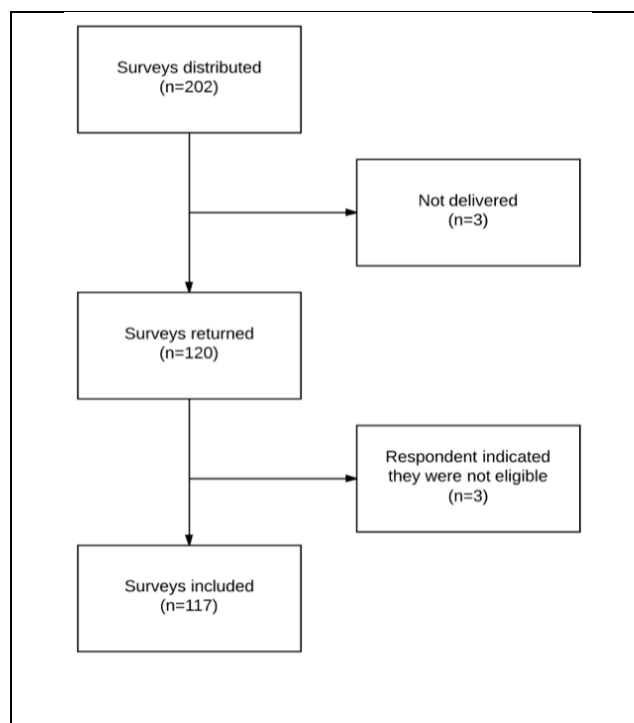 Surveys distributed
(n=202)
Not delivered
(n=3)
Surveys returned
(n=120)
Respondent indicated
they were not eligible
(n=3)
Surveys included
(n=117)